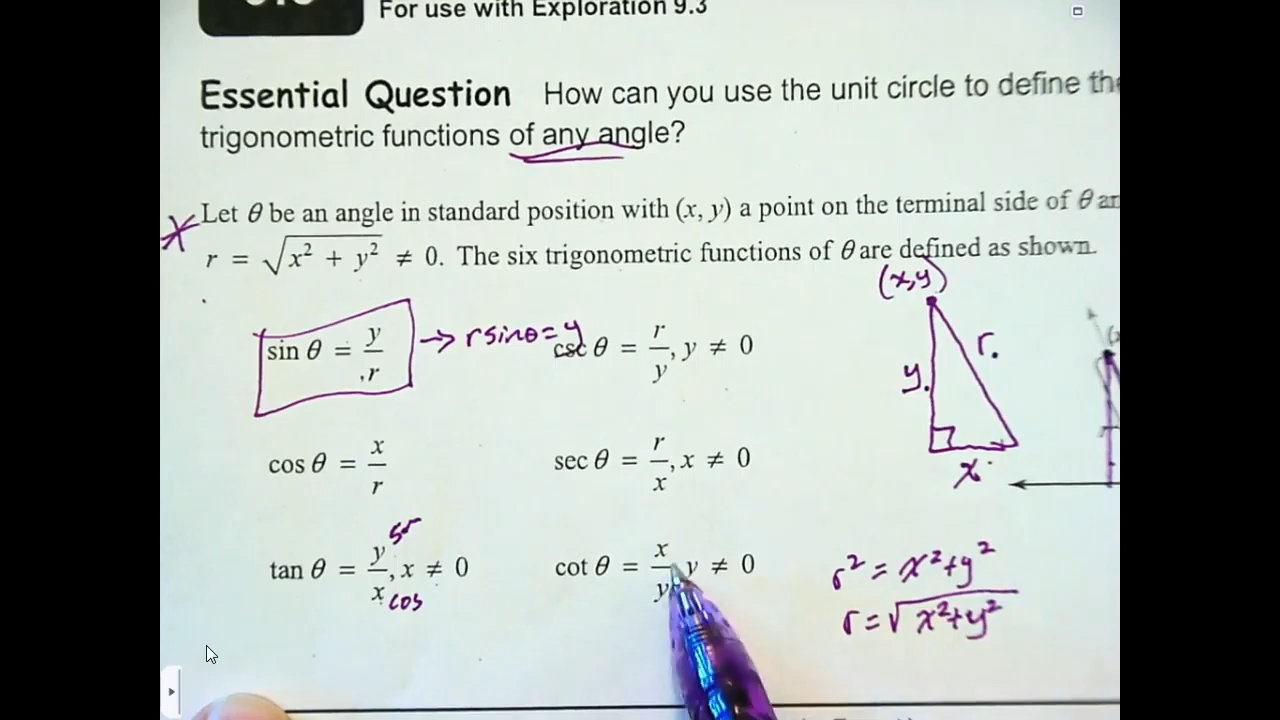 For use with Exploration 9.3
Essential Question How can you use the unit circle to define the
trigonometric functions of any angle?
Let θ be an angle in standard position with (x, y) a point on the terminal side of θ an
r = √x² + y² ≠ 0. The six trigonometric functions of θ are defined as shown.
(x,y)
sin θ = y/r → r sin θ = y csc θ = r/y, y ≠ 0
y r
cos θ = x/r sec θ = r/x, x ≠ 0
x
tan θ = y/x, x ≠ 0 cot θ = x/y, y ≠ 0
cos
r² = x² + y²
r = √x² + y²